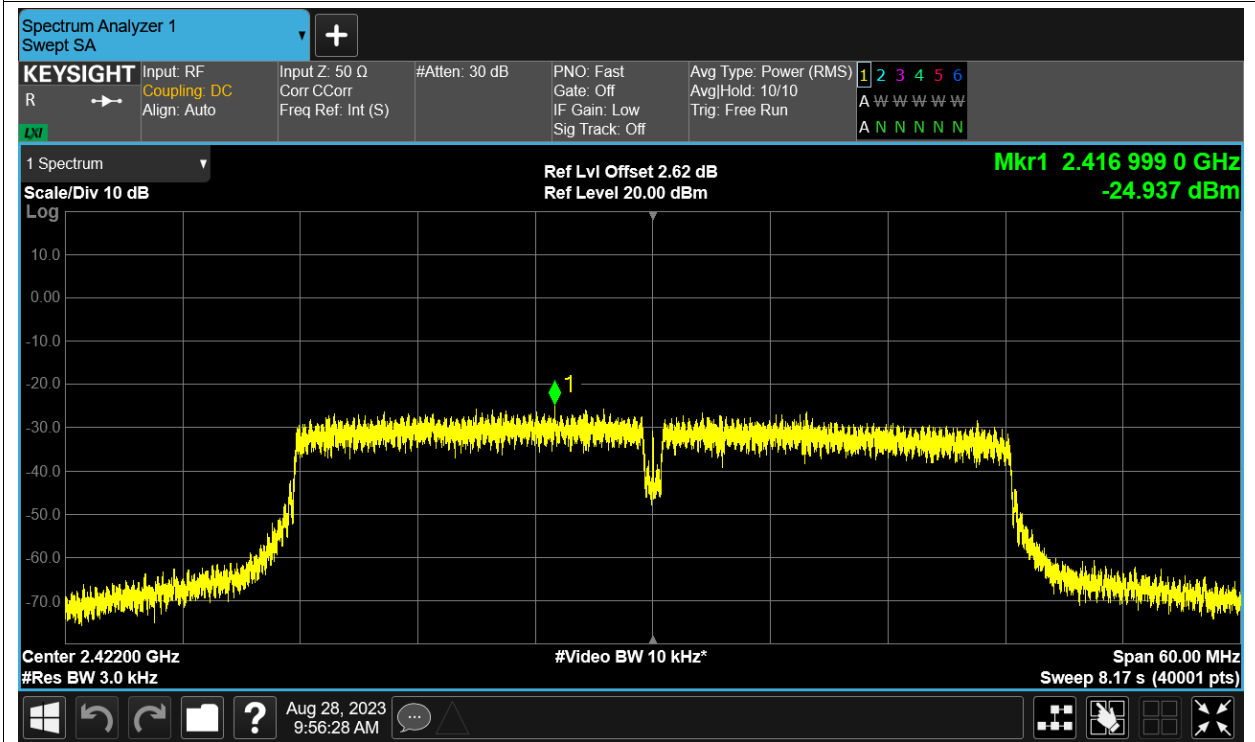 Spectrum Analyzer 1
Swept SA
+
KEYSIGHT
R
LXI
Input: RF
Coupling: DC
Align: Auto
Input Z: 50 Ω
Corr CCorr
Freq Ref: Int (S)
#Atten: 30 dB
PNO: Fast
Gate: Off
IF Gain: Low
Sig Track: Off
Avg Type: Power (RMS)
Avg|Hold: 10/10
Trig: Free Run
1 2 3 4 5 6
A W W W W W
A N N N N N
1 Spectrum
Scale/Div 10 dB
Log
Ref Lvl Offset 2.62 dB
Ref Level 20.00 dBm
Mkr1 2.416 999 0 GHz
-24.937 dBm
10.0
0.00
-10.0
-20.0
-30.0
-40.0
-50.0
-60.0
-70.0
1
Center 2.42200 GHz
#Res BW 3.0 kHz
#Video BW 10 kHz*
Span 60.00 MHz
Sweep 8.17 s (40001 pts)
?
Aug 28, 2023
9:56:28 AM